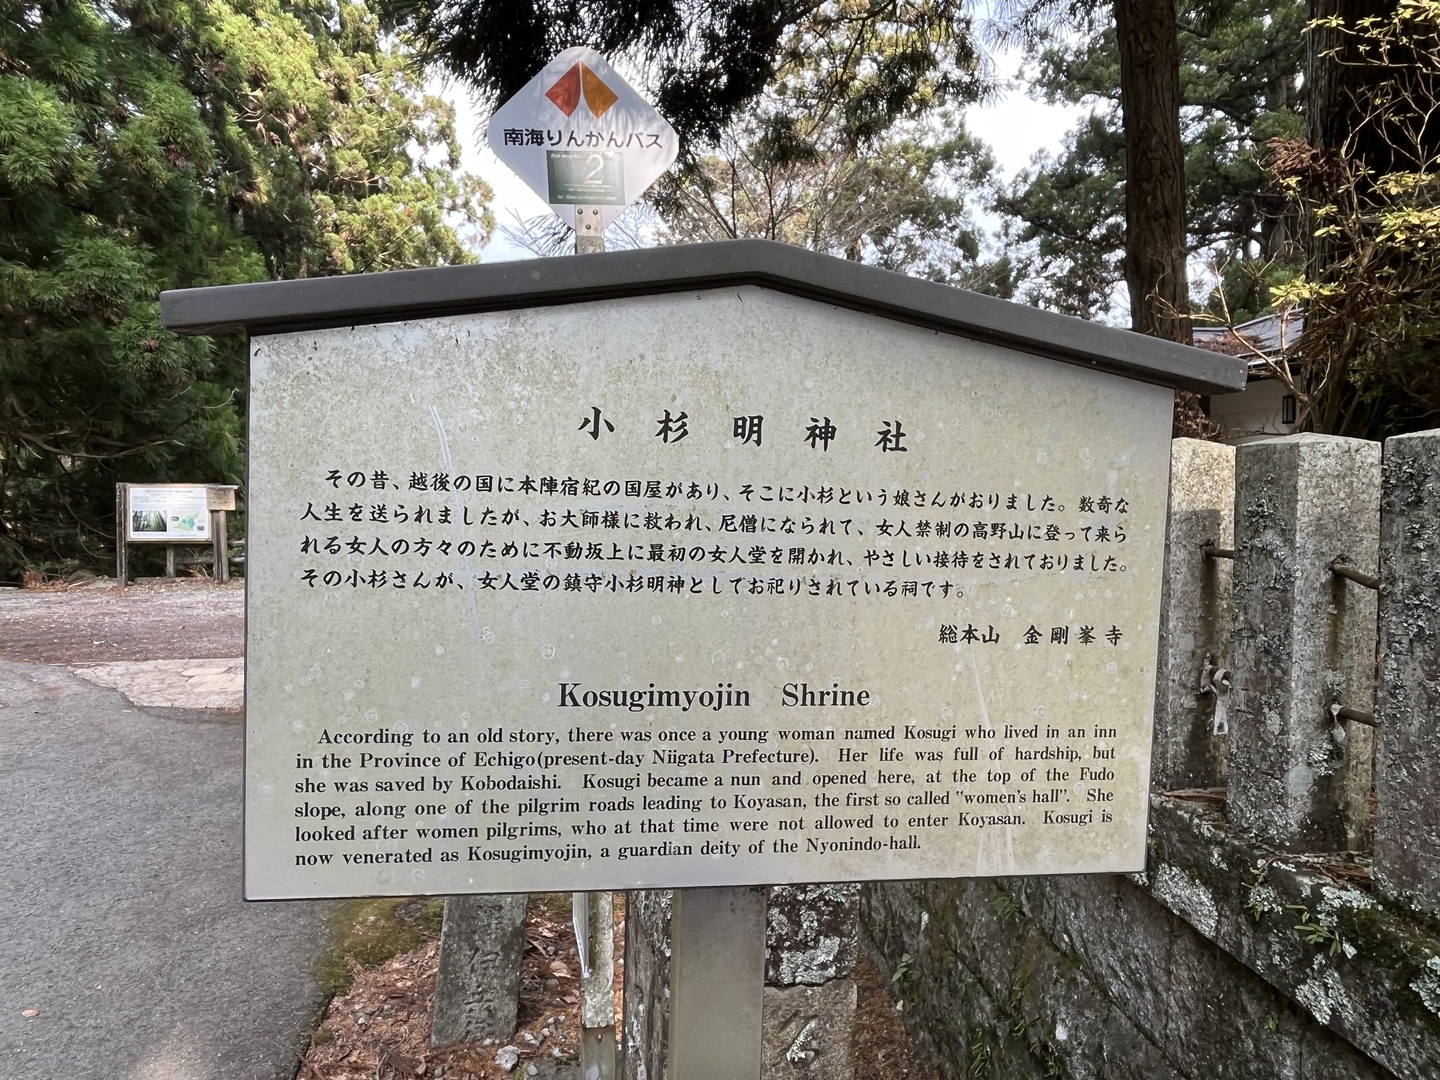 南海りんかんバス
2
小杉明神社
その昔、越後の国に本陣宿紀の国屋があり、そこに小杉という娘さんがおりました。数奇な
人生を送られましたが、お大師様に救われ、尼僧になられて、女人禁制の高野山に登って来ら
れる女人の方々のために不動坂上に最初の女人堂を開かれ、やさしい接待をされておりました。
その小杉さんが、女人堂の鎮守小杉明神としてお祀りされている祠です。
総本山 金剛峯寺
Kosugimyojin Shrine
According to an old story, there was once a young woman named Kosugi who lived in an inn
in the Province of Echigo(present-day Niigata Prefecture). Her life was full of hardship, but
she was saved by Kobodaishi. Kosugi became a nun and opened here, at the top of the Fudo
slope, along one of the pilgrim roads leading to Koyasan, the first so called "women's hall". She
looked after women pilgrims, who at that time were not allowed to enter Koyasan. Kosugi is
now venerated as Kosugimyojin, a guardian deity of the Nyonindo-hall.